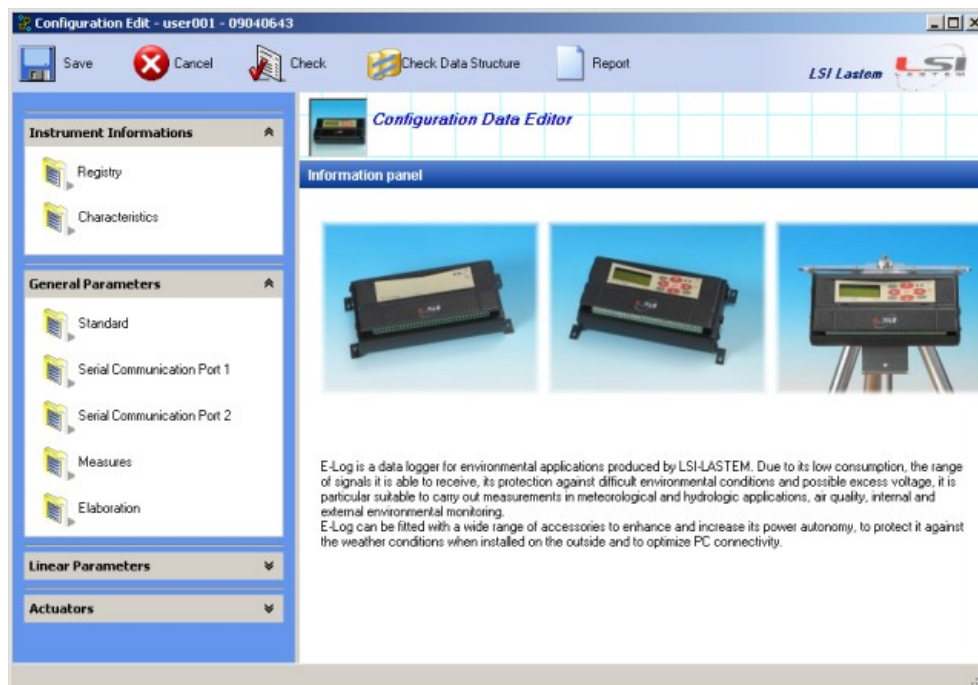 Configuration Edit - user001 - 09040643
Save
Cancel
Check
Check Data Structure
Report
LSI Lastem
LSI
LASTEM
Instrument Informations
Registry
Characteristics
General Parameters
Standard
Serial Communication Port 1
Serial Communication Port 2
Measures
Elaboration
Linear Parameters
Actuators
Configuration Data Editor
Information panel
E-Log is a data logger for environmental applications produced by LSI-LASTEM. Due to its low consumption, the range
of signals it is able to receive, its protection against difficult environmental conditions and possible excess voltage, it is
particular suitable to carry out measurements in meteorological and hydrologic applications, air quality, internal and
external environmental monitoring.
E-Log can be fitted with a wide range of accessories to enhance and increase its power autonomy, to protect it against
the weather conditions when installed on the outside and to optimize PC connectivity.